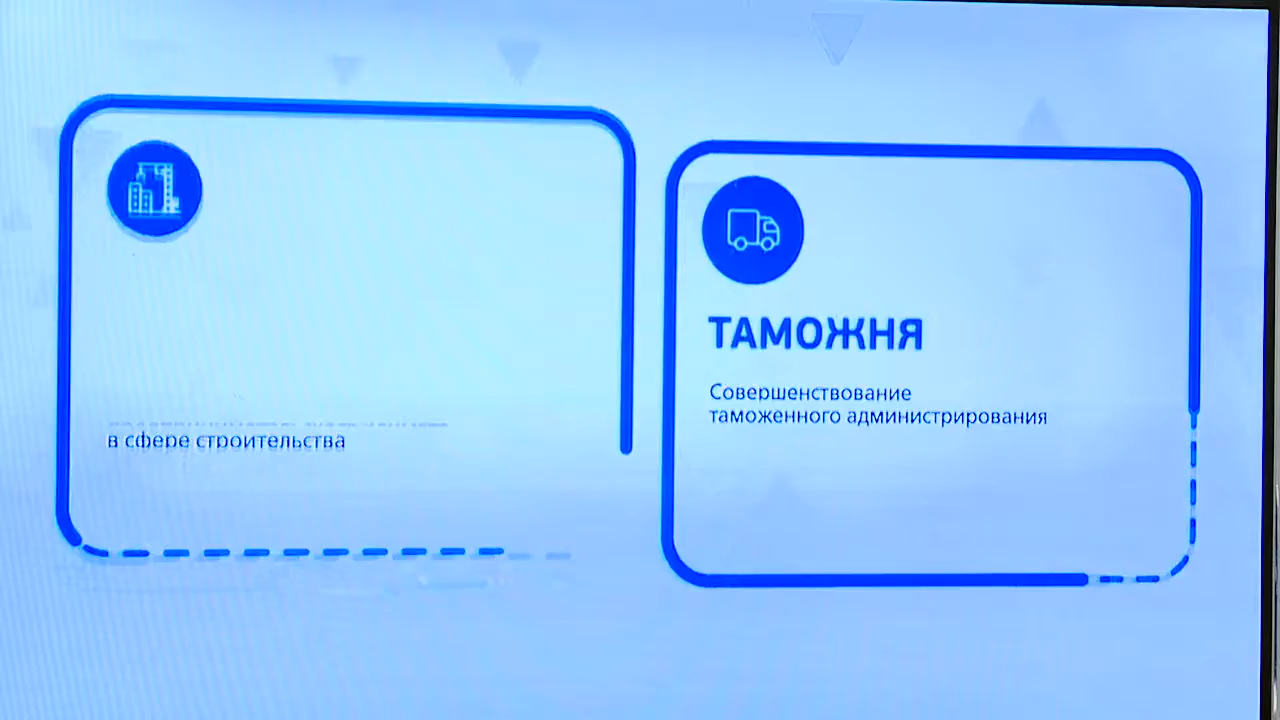 в сфере строительства
ТАМОЖНЯ
Совершенствование
таможенного администрирования